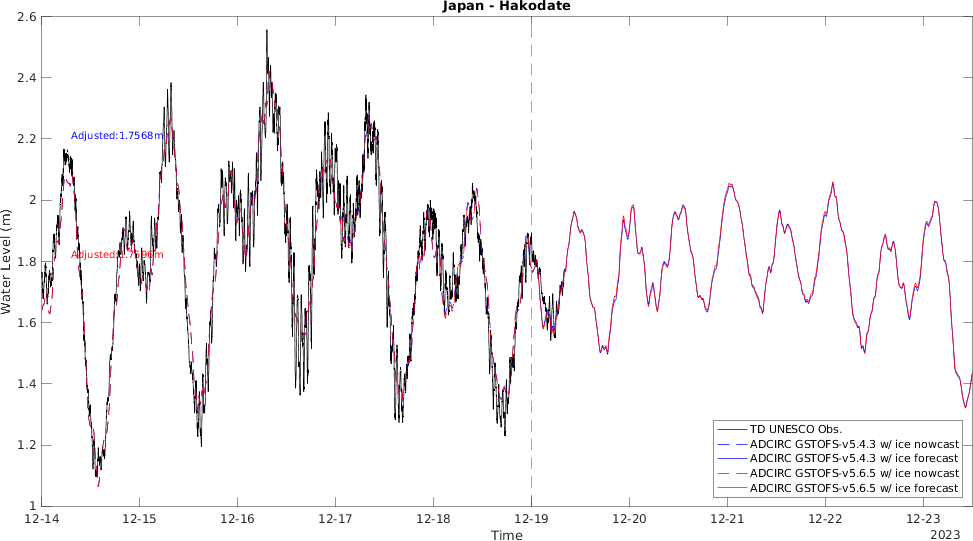 Japan - Hakodate
2.6
2.4
2.2
2
1.8
1.6
1.4
1.2
1
Water Level (m)
Adjusted:1.7568m
Adjusted:1.7596m
TD UNESCO Obs.
ADCIRC GSTOFS-v5.4.3 w/ ice nowcast
ADCIRC GSTOFS-v5.4.3 w/ ice forecast
ADCIRC GSTOFS-v5.6.5 w/ ice nowcast
ADCIRC GSTOFS-v5.6.5 w/ ice forecast
12-14 12-15 12-16 12-17 12-18 12-19 12-20 12-21 12-22 12-23
Time
2023